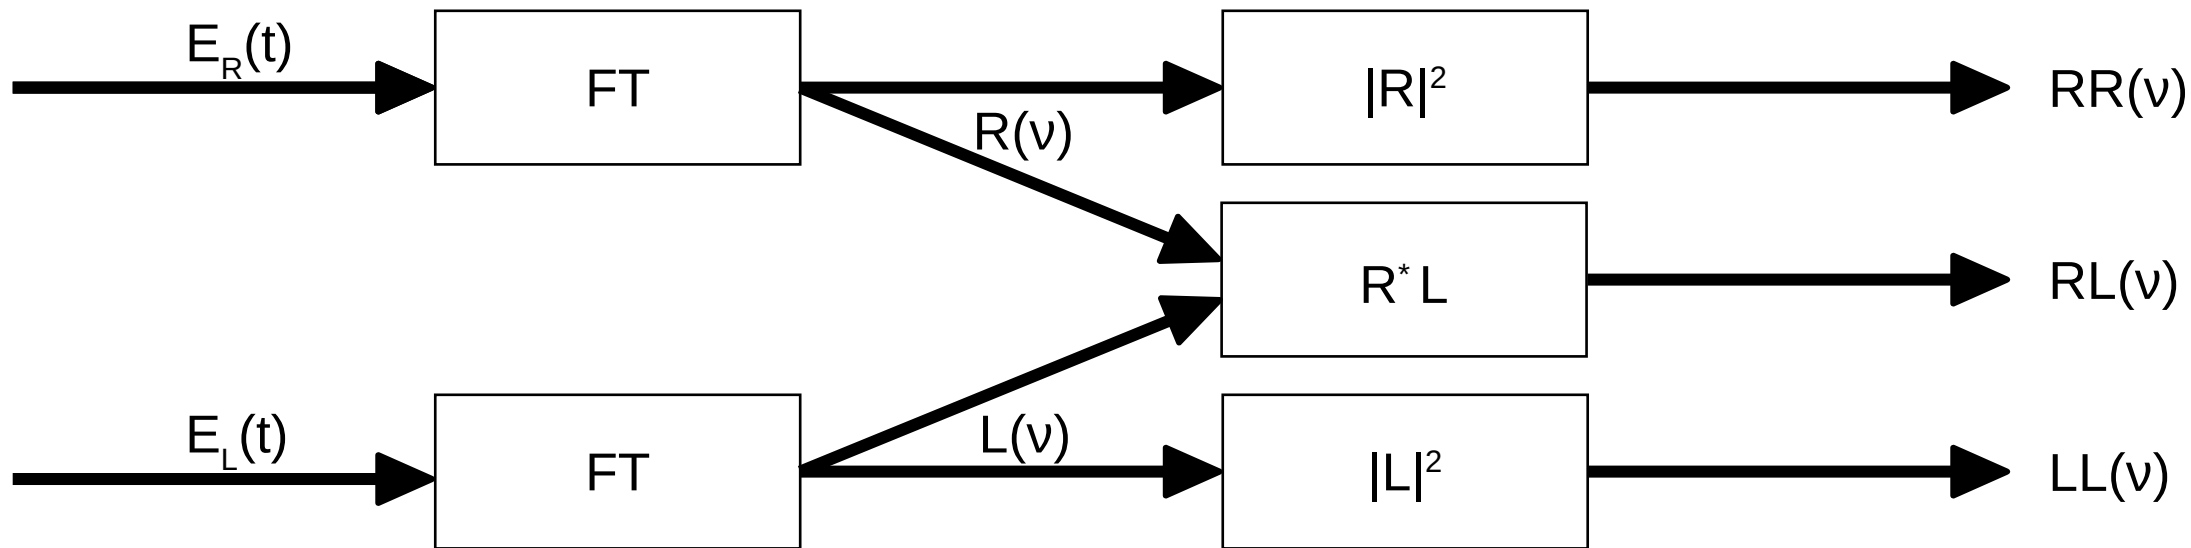 E_R(t)
FT
|R|²
RR(ν)
R(ν)
R* L
RL(ν)
E_L(t)
FT
L(ν)
|L|²
LL(ν)